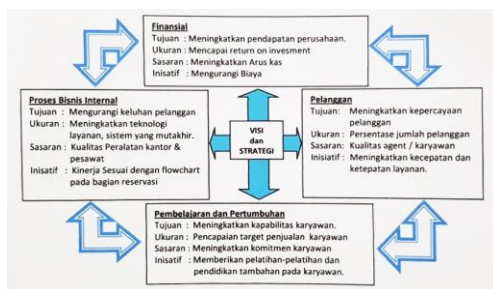 Finansial
Tujuan : Meningkatkan pendapatan perusahaan.
Ukuran : Mencapai return on invesment
Sasaran : Meningkatkan Arus kas
Inisatif : Mengurangi Biaya
Proses Bisnis Internal
Tujuan : Mengurangi keluhan pelanggan
Ukuran : Meningkatkan teknologi
layanan, sistem yang mutakhir.
Sasaran : Kualitas Peralatan kantor &
pesawat
Inisatif : Kinerja Sesuai dengan flowchart
pada bagian reservasi
VISI
dan
STRATEGI
Pelanggan
Tujuan: Meningkatkan kepercayaan
pelanggan
Ukuran : Persentase jumlah pelanggan
Sasaran: Kualitas agent / karyawan
Inisiatif : Meningkatkan kecepatan dan
ketepatan layanan.
Pembelajaran dan Pertumbuhan
Tujuan : Meningkatkan kapabilitas karyawan.
Ukuran : Pencapaian target penjualan karyawan
Sasaran : Meningkatkan komitmen karyawan
Inisatif : Memberikan pelatihan-pelatihan dan
pendidikan tambahan pada karyawan.